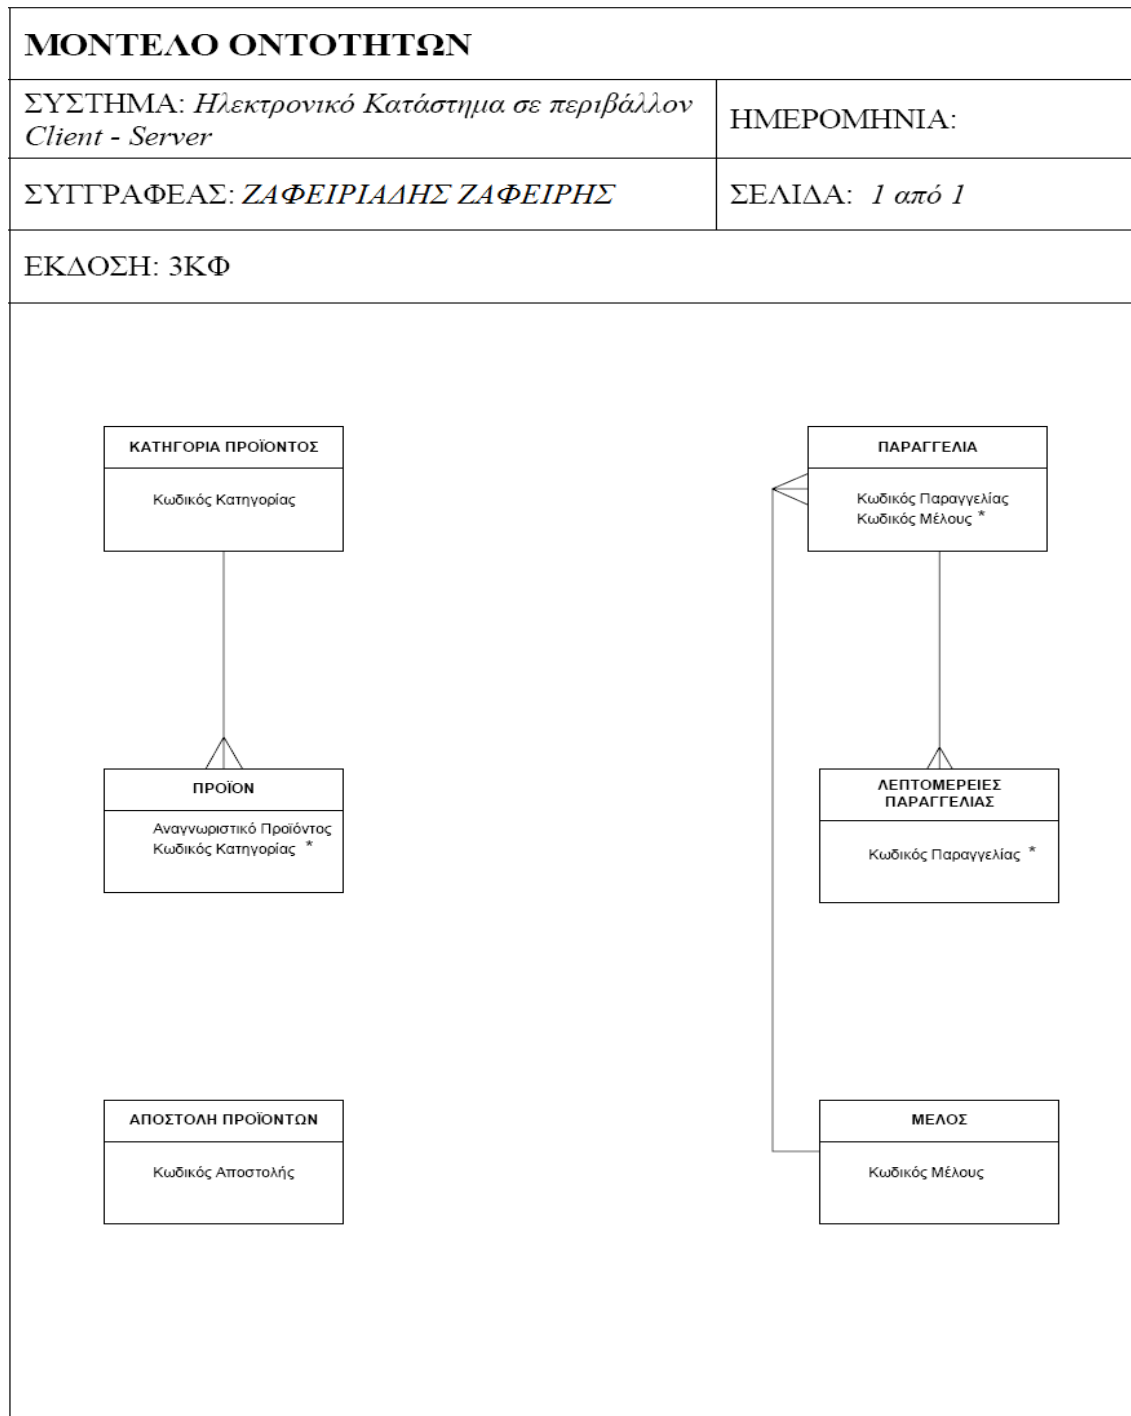 ΜΟΝΤΕΛΟ ΟΝΤΟΤΗΤΩΝ
ΣΥΣΤΗΜΑ: Ηλεκτρονικό Κατάστημα σε περιβάλλον
Client - Server
ΗΜΕΡΟΜΗΝΙΑ:
ΣΥΓΓΡΑΦΕΑΣ: ΖΑΦΕΙΡΙΑΔΗΣ ΖΑΦΕΙΡΗΣ
ΣΕΛΙΔΑ: 1 από 1
ΕΚΔΟΣΗ: 3ΚΦ
ΚΑΤΗΓΟΡΙΑ ΠΡΟΪΟΝΤΟΣ
Κωδικός Κατηγορίας
ΠΑΡΑΓΓΕΛΙΑ
Κωδικός Παραγγελίας
Κωδικός Μέλους *
ΠΡΟΪΟΝ
Αναγνωριστικό Προϊόντος
Κωδικός Κατηγορίας *
ΛΕΠΤΟΜΕΡΕΙΕΣ
ΠΑΡΑΓΓΕΛΙΑΣ
Κωδικός Παραγγελίας *
ΑΠΟΣΤΟΛΗ ΠΡΟΪΟΝΤΩΝ
Κωδικός Αποστολής
ΜΕΛΟΣ
Κωδικός Μέλους